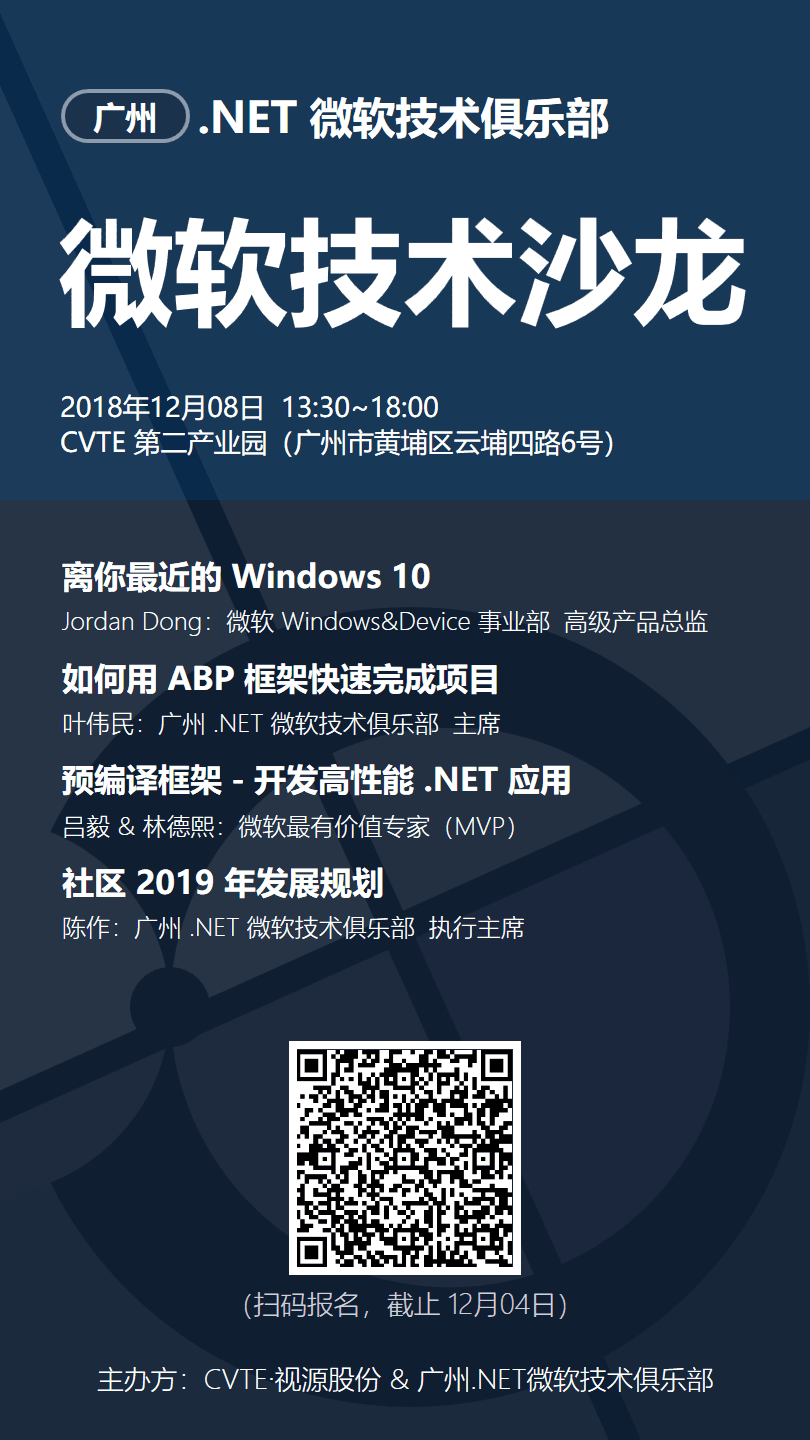 广州 .NET 微软技术俱乐部
微软技术沙龙
2018年12月08日 13:30~18:00
CVTE 第二产业园（广州市黄埔区云埔四路6号）
离你最近的 Windows 10
Jordan Dong：微软 Windows&Device 事业部 高级产品总监
如何用 ABP 框架快速完成项目
叶伟民：广州 .NET 微软技术俱乐部 主席
预编译框架 - 开发高性能 .NET 应用
吕毅 & 林德熙：微软最有价值专家（MVP）
社区 2019 年发展规划
陈作：广州 .NET 微软技术俱乐部 执行主席
（扫码报名，截止 12月04日）
主办方：CVTE·视源股份 & 广州.NET微软技术俱乐部